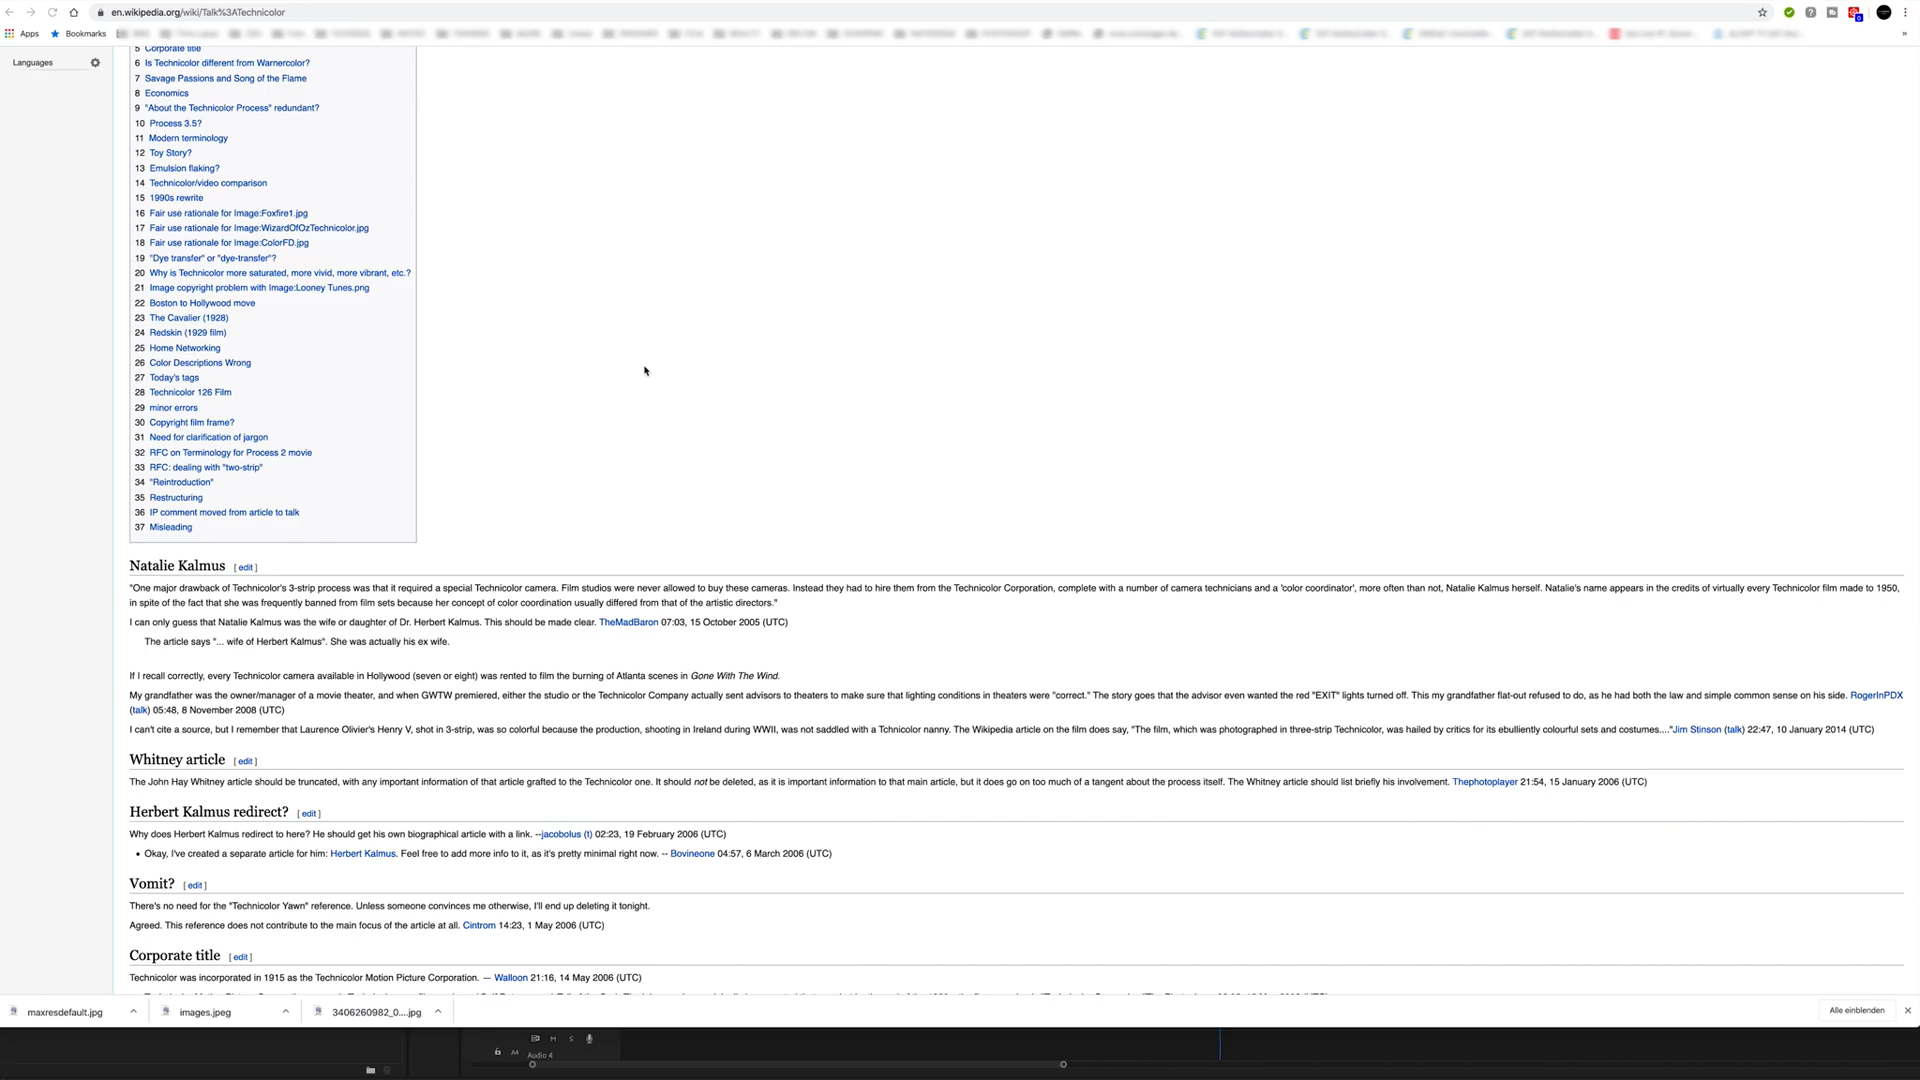 en.wikipedia.org/wiki/Talk%3ATechnicolor
Apps
Bookmarks
Languages
5 Corporate title
6 Is Technicolor different from Warnercolor?
7 Savage Passions and Song of the Flame
8 Economics
9 "About the Technicolor Process" redundant?
10 Process 3.5?
11 Modern terminology
12 Toy Story?
13 Emulsion flaking?
14 Technicolor/video comparison
15 1990s rewrite
16 Fair use rationale for Image:Foxfire1.jpg
17 Fair use rationale for Image:WizardOfOzTechnicolor.jpg
18 Fair use rationale for Image:ColorFD.jpg
19 "Dye transfer" or "dye-transfer"?
20 Why is Technicolor more saturated, more vivid, more vibrant, etc.?
21 Image copyright problem with Image:Looney Tunes.png
22 Boston to Hollywood move
23 The Cavalier (1928)
24 Redskin (1929 film)
25 Home Networking
26 Color Descriptions Wrong
27 Today's tags
28 Technicolor 126 Film
29 minor errors
30 Copyright film frame?
31 Need for clarification of jargon
32 RFC on Terminology for Process 2 movie
33 RFC: dealing with "two-strip"
34 "Reintroduction"
35 Restructuring
36 IP comment moved from article to talk
37 Misleading
Natalie Kalmus [ edit ]
"One major drawback of Technicolor's 3-strip process was that it required a special Technicolor camera. Film studios were never allowed to buy these cameras. Instead they had to hire them from the Technicolor Corporation, complete with a number of camera technicians and a 'color coordinator', more often than not, Natalie Kalmus herself. Natalie's name appears in the credits of virtually every Technicolor film made to 1950,
in spite of the fact that she was frequently banned from film sets because her concept of color coordination usually differed from that of the artistic directors."
I can only guess that Natalie Kalmus was the wife or daughter of Dr. Herbert Kalmus. This should be made clear. TheMadBaron 07:03, 15 October 2005 (UTC)
The article says "... wife of Herbert Kalmus". She was actually his ex wife.
If I recall correctly, every Technicolor camera available in Hollywood (seven or eight) was rented to film the burning of Atlanta scenes in Gone With The Wind.
My grandfather was the owner/manager of a movie theater, and when GWTW premiered, either the studio or the Technicolor Company actually sent advisors to theaters to make sure that lighting conditions in theaters were "correct." The story goes that the advisor even wanted the red "EXIT" lights turned off. This my grandfather flat-out refused to do, as he had both the law and simple common sense on his side. RogerInPDX
(talk) 05:48, 8 November 2008 (UTC)
I can't cite a source, but I remember that Laurence Olivier's Henry V, shot in 3-strip, was so colorful because the production, shooting in Ireland during WWII, was not saddled with a Tchnicolor nanny. The Wikipedia article on the film does say, "The film, which was photographed in three-strip Technicolor, was hailed by critics for its ebulliently colourful sets and costumes...."Jim Stinson (talk) 22:47, 10 January 2014 (UTC)
Whitney article [ edit ]
The John Hay Whitney article should be truncated, with any important information of that article grafted to the Technicolor one. It should not be deleted, as it is important information to that main article, but it does go on too much of a tangent about the process itself. The Whitney article should list briefly his involvement. Thephotoplayer 21:54, 15 January 2006 (UTC)
Herbert Kalmus redirect? [ edit ]
Why does Herbert Kalmus redirect to here? He should get his own biographical article with a link. --jacobolus (t) 02:23, 19 February 2006 (UTC)
• Okay, I've created a separate article for him: Herbert Kalmus. Feel free to add more info to it, as it's pretty minimal right now. -- Bovineone 04:57, 6 March 2006 (UTC)
Vomit? [ edit ]
There's no need for the "Technicolor Yawn" reference. Unless someone convinces me otherwise, I'll end up deleting it tonight.
Agreed. This reference does not contribute to the main focus of the article at all. Cintrom 14:23, 1 May 2006 (UTC)
Corporate title [ edit ]
Technicolor was incorporated in 1915 as the Technicolor Motion Picture Corporation. — Walloon 21:16, 14 May 2006 (UTC)
maxresdefault.jpg
images.jpeg
3406260982_0....jpg
Alle einblenden
M S
A4 Audio 4